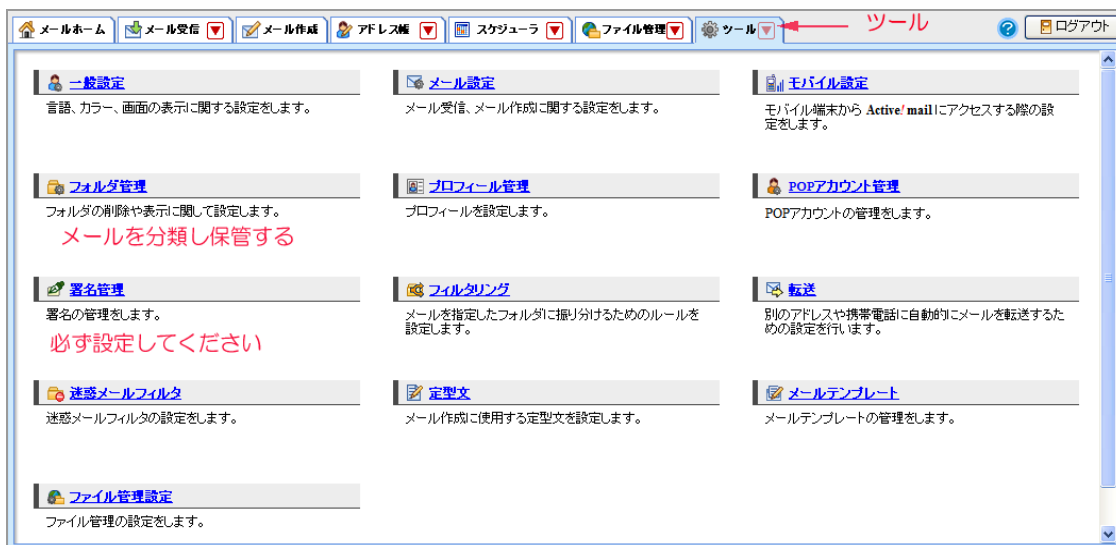 メールホーム メール受信 メール作成 アドレス帳 スケジューラ ファイル管理 ツール ツール ? ログアウト
一般設定 メール設定 モバイル設定
言語、カラー、画面の表示に関する設定をします。 メール受信、メール作成に関する設定をします。 モバイル端末から Active! mail にアクセスする際の設
定をします。
フォルダ管理 プロフィール管理 POPアカウント管理
フォルダの削除や表示に関して設定します。 プロフィールを設定します。 POPアカウントの管理をします。
メールを分類し保管する
署名管理 フィルタリング 転送
署名の管理をします。 メールを指定したフォルダに振り分けるためのルールを 別のアドレスや携帯電話に自動的にメールを転送するた
設定します。 めの設定を行います。
必ず設定してください
迷惑メールフィルタ 定型文 メールテンプレート
迷惑メールフィルタの設定をします。 メール作成に使用する定型文を設定します。 メールテンプレートの管理をします。
ファイル管理設定
ファイル管理の設定をします。